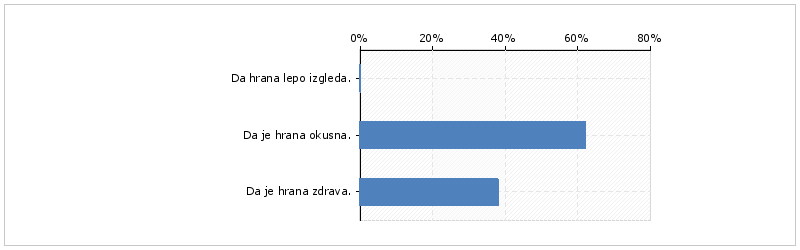 0% 20% 40% 60% 80%
Da hrana lepo izgleda.
Da je hrana okusna.
Da je hrana zdrava.